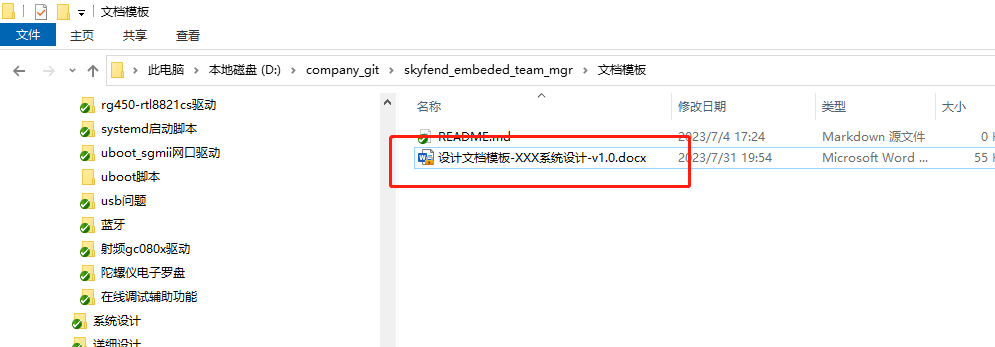 文档模板
文件 主页 共享 查看
此电脑 本地磁盘 (D:) company_git skyfend_embeded_team_mgr 文档模板
名称 修改日期 类型 大小
rg450-rtl8821cs驱动
systemd启动脚本
uboot_sgmii网口驱动
uboot脚本
usb问题
蓝牙
射频gc080x驱动
陀螺仪电子罗盘
在线调试辅助功能
系统设计
详细设计
README.md 2023/7/4 17:24 Markdown 源文件 0
设计文档模板-XXX系统设计-v1.0.docx 2023/7/31 19:54 Microsoft Word ... 55